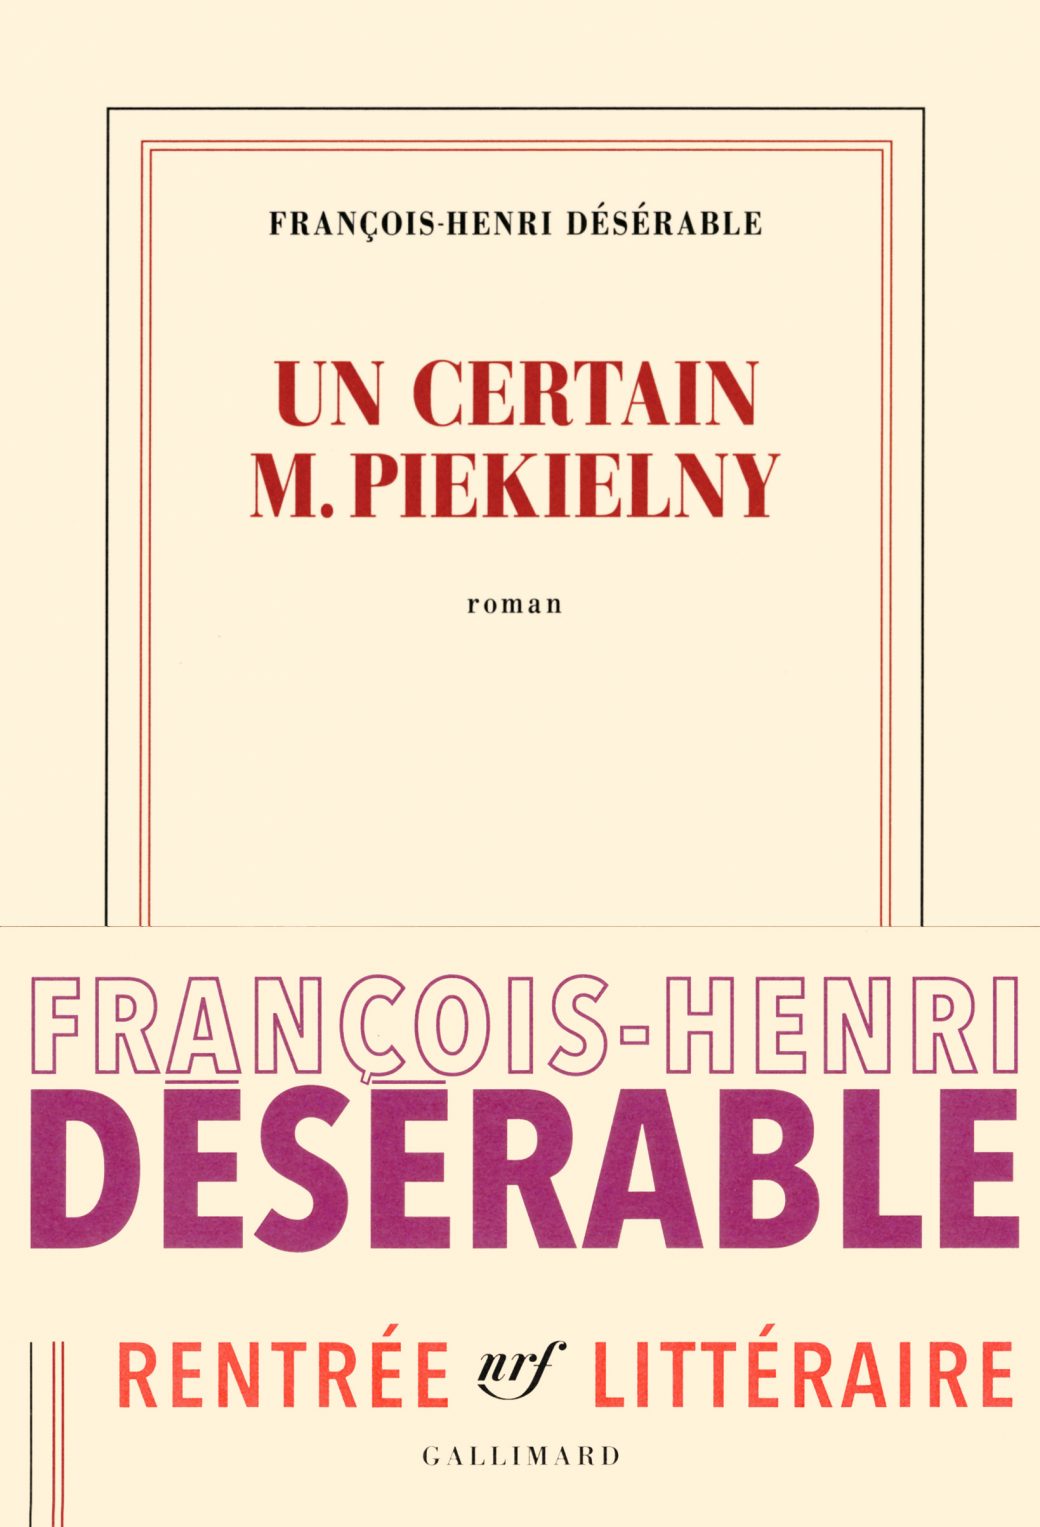 FRANÇOIS-HENRI DÉSÉRABLE
UN CERTAIN
M. PIEKIELNY
roman
FRANÇOIS-HENRI
DÉSÉRABLE
RENTRÉE nrf LITTÉRAIRE
GALLIMARD